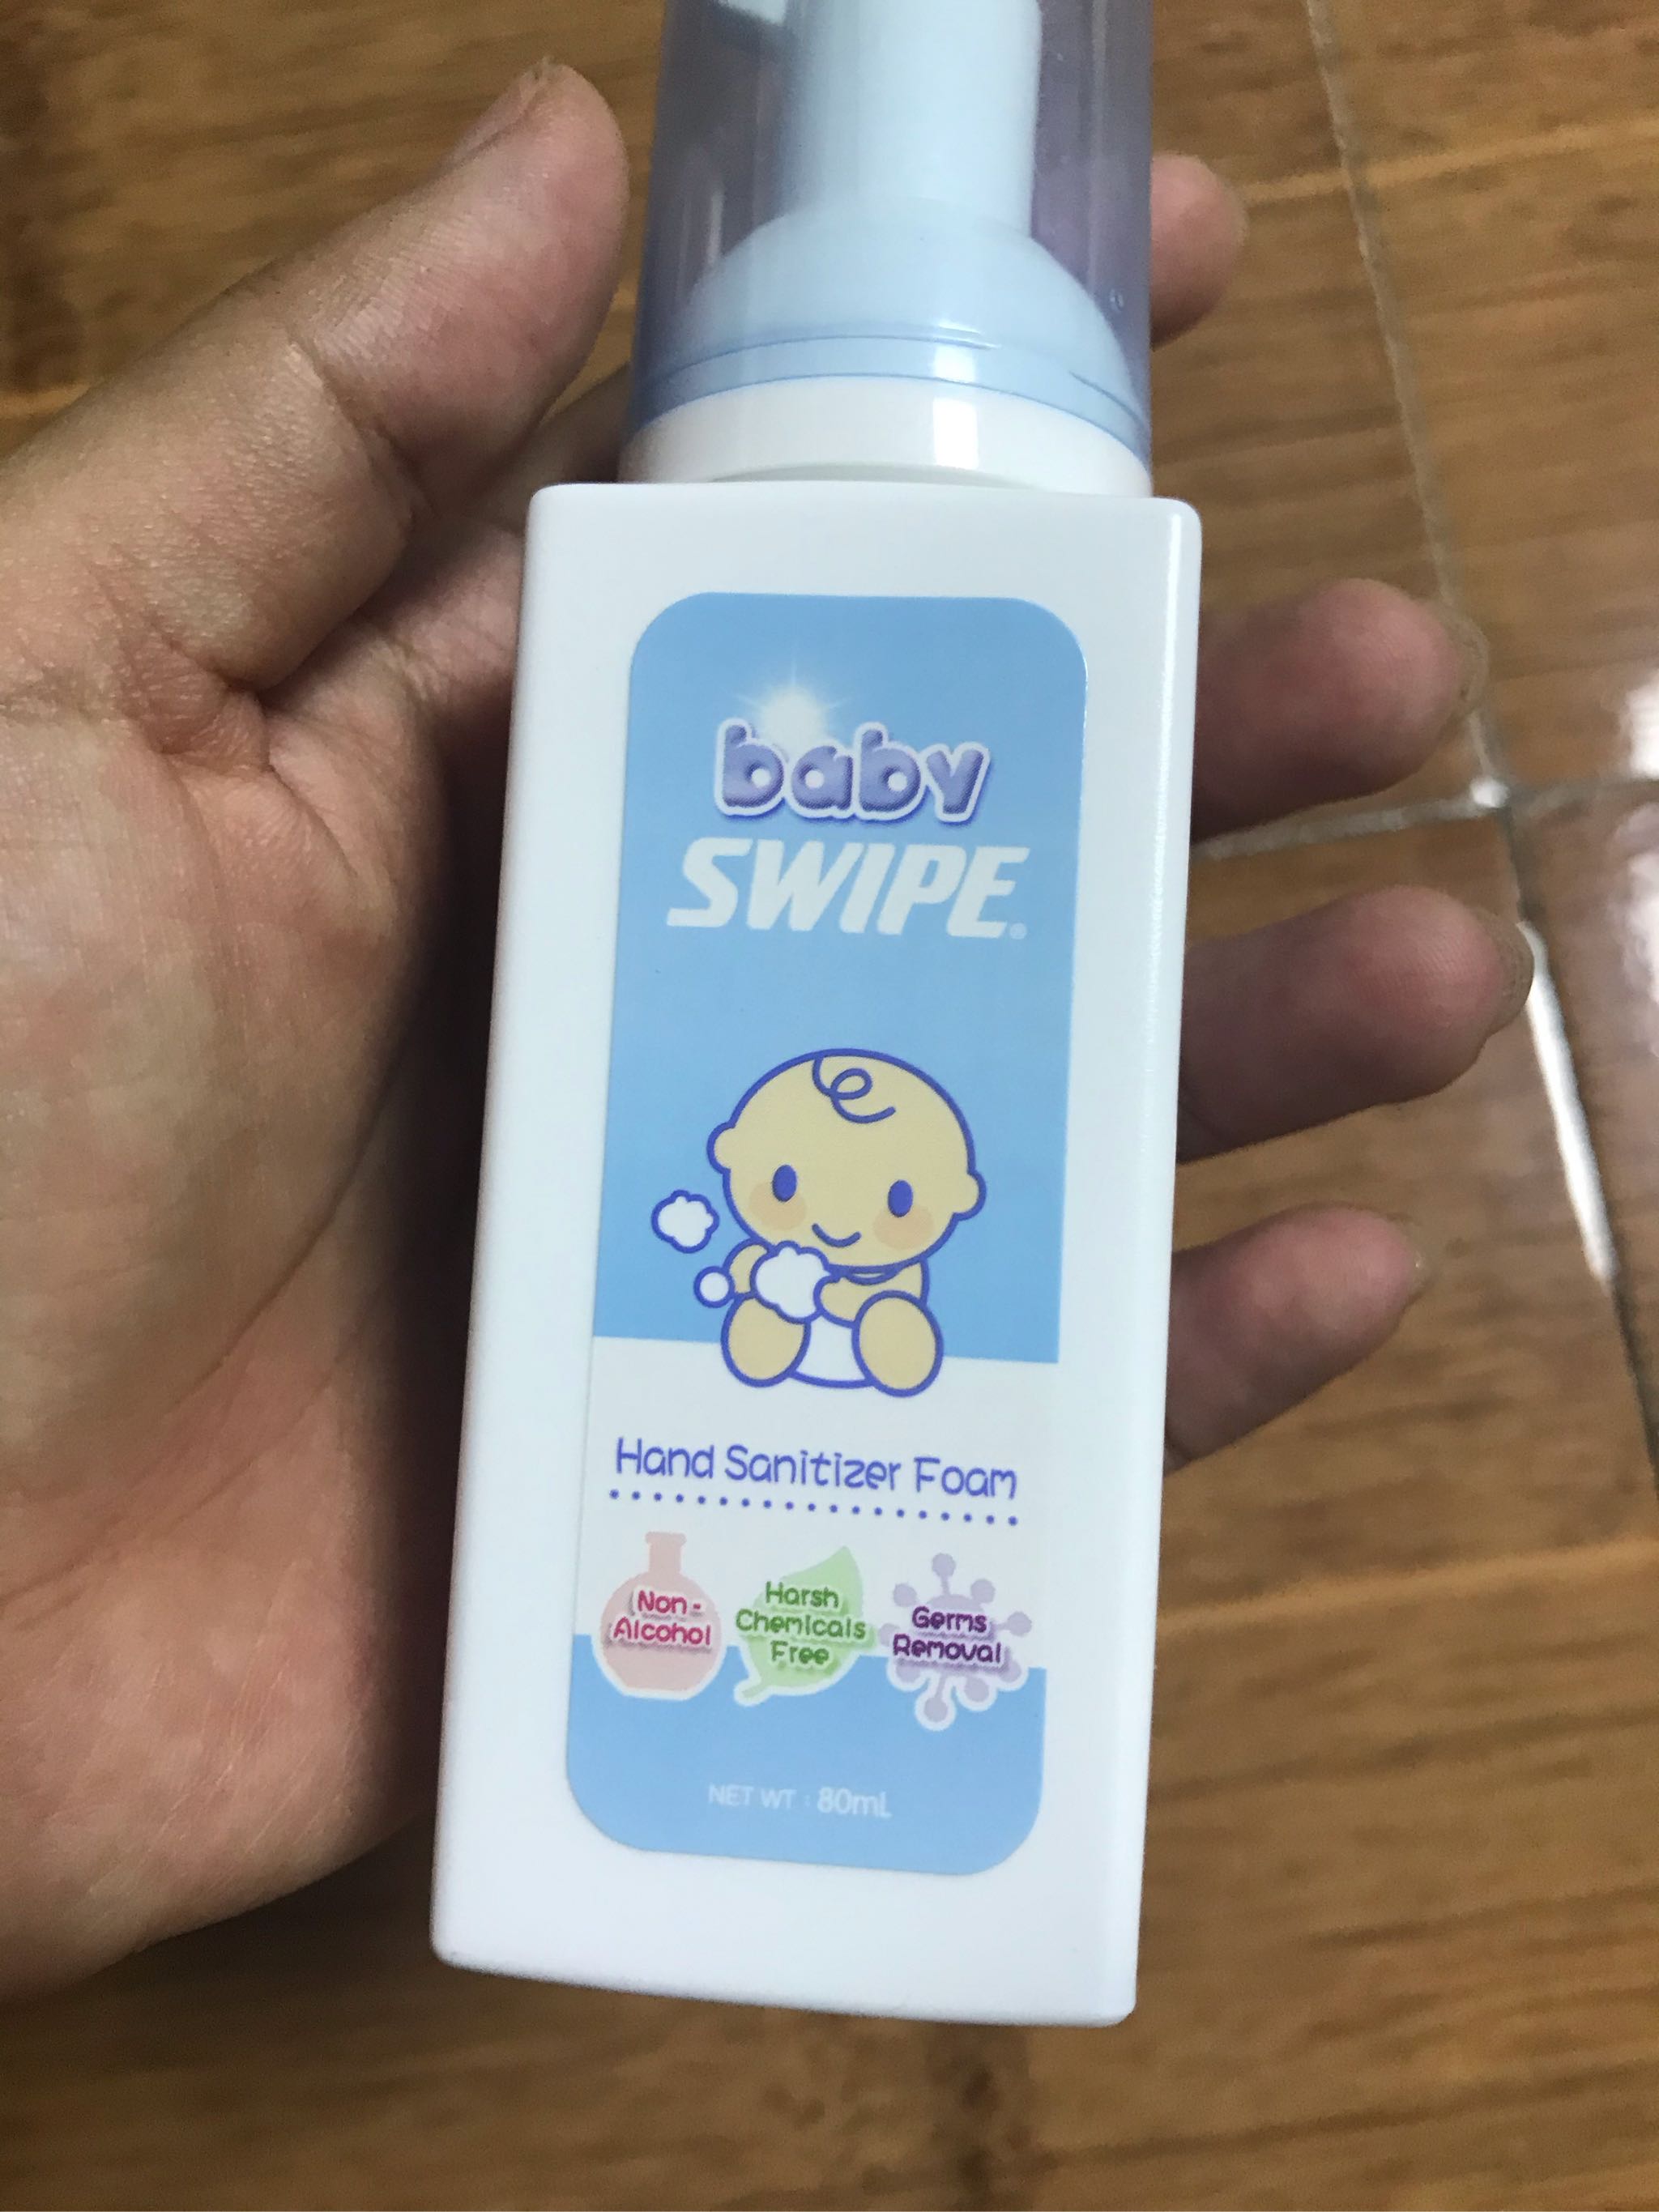 baby
SWIPE®
Hand Sanitizer Foam
Non-
Alcohol
Harsh
Chemicals
Free
Germs
Removal
NET WT : 80mL